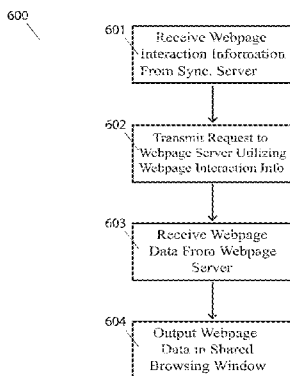 600
601
Receive Webpage
Interaction Information
From Sync. Server
602
Transmit Request to
Webpage Server Utilizing
Webpage Interaction Info
603
Receive Webpage
Data From Webpage
Server
604
Output Webpage
Data in Shared
Browsing Window